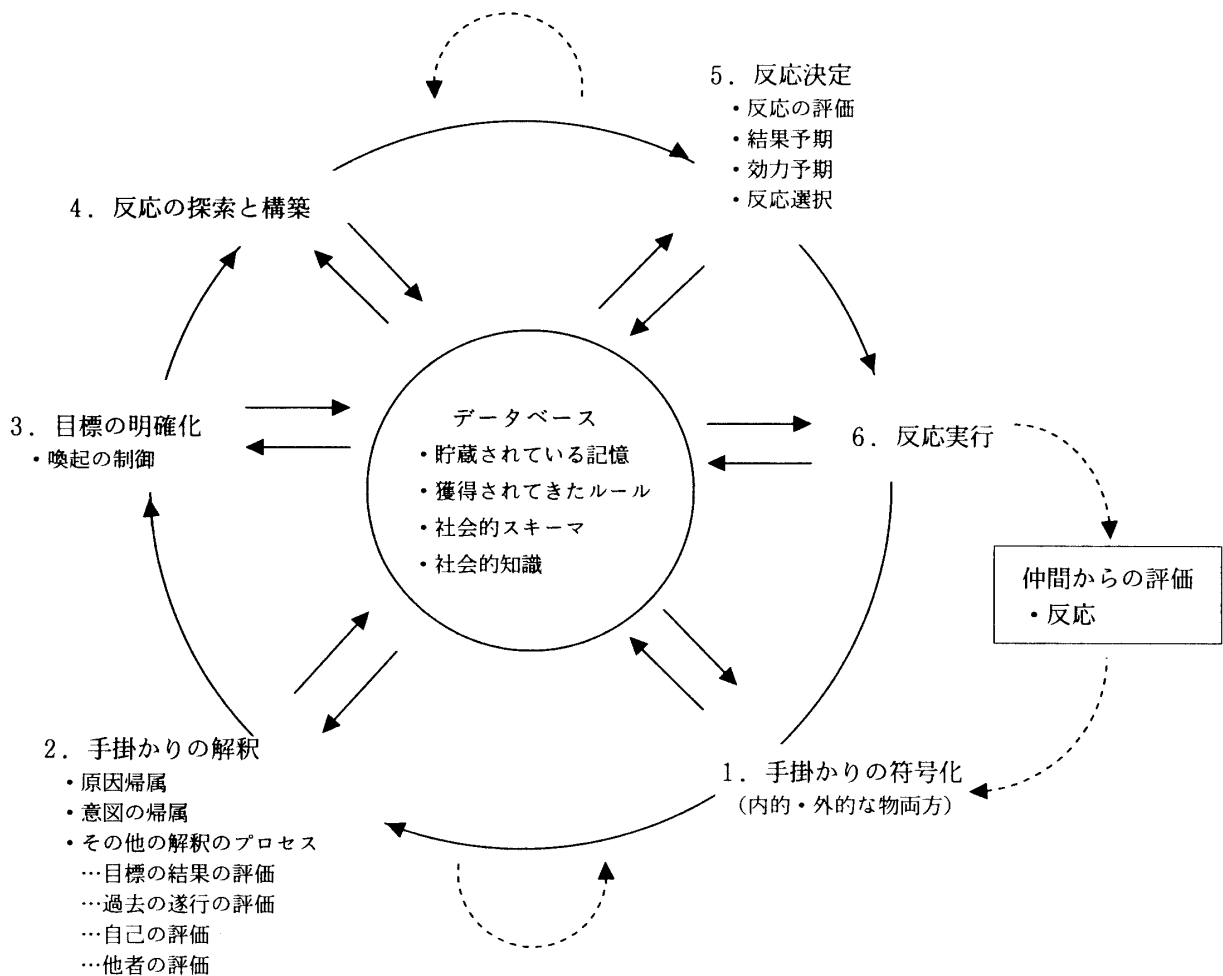 5. 反応決定
・反応の評価
・結果予期
・効力予期
・反応選択
4. 反応の探索と構築
3. 目標の明確化
・喚起の制御
データベース
・貯蔵されている記憶
・獲得されてきたルール
・社会的スキーマ
・社会的知識
6. 反応実行
仲間からの評価
・反応
2. 手掛かりの解釈
・原因帰属
・意図の帰属
・その他の解釈のプロセス
…目標の結果の評価
…過去の遂行の評価
…自己の評価
…他者の評価
1. 手掛かりの符号化
(内的・外的な物両方)